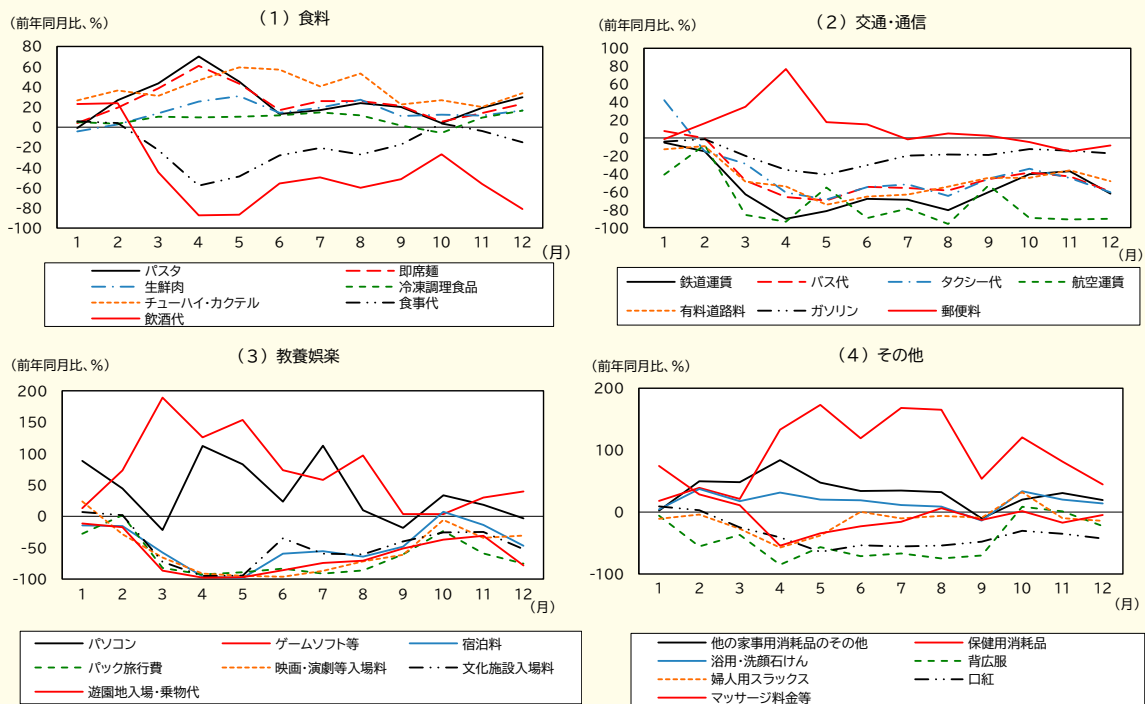 （1）食料
(前年同月比、%)
80
60
40
20
0
-20
-40
-60
-80
-100
1 2 3 4 5 6 7 8 9 10 11 12
(月)
パスタ 即席麺
生鮮肉 冷凍調理食品
チューハイ・カクテル 食事代
飲酒代
（2）交通・通信
(前年同月比、%)
100
80
60
40
20
0
-20
-40
-60
-80
-100
1 2 3 4 5 6 7 8 9 10 11 12
(月)
鉄道運賃 バス代 タクシー代 航空運賃
有料道路料 ガソリン 郵便料
（3）教養娯楽
(前年同月比、%)
200
150
100
50
0
-50
-100
1 2 3 4 5 6 7 8 9 10 11 12
(月)
パソコン ゲームソフト等 宿泊料
パック旅行費 映画・演劇等入場料 文化施設入場料
遊園地入場・乗物代
（4）その他
(前年同月比、%)
200
100
0
-100
1 2 3 4 5 6 7 8 9 10 11 12
(月)
他の家事用消耗品のその他 保健用消耗品
浴用・洗顔石けん 背広服
婦人用スラックス 口紅
マッサージ料金等